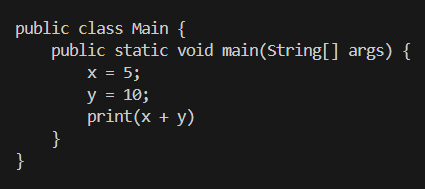 public class Main {
    public static void main(String[] args) {
        x = 5;
        y = 10;
        print(x + y)
    }
}